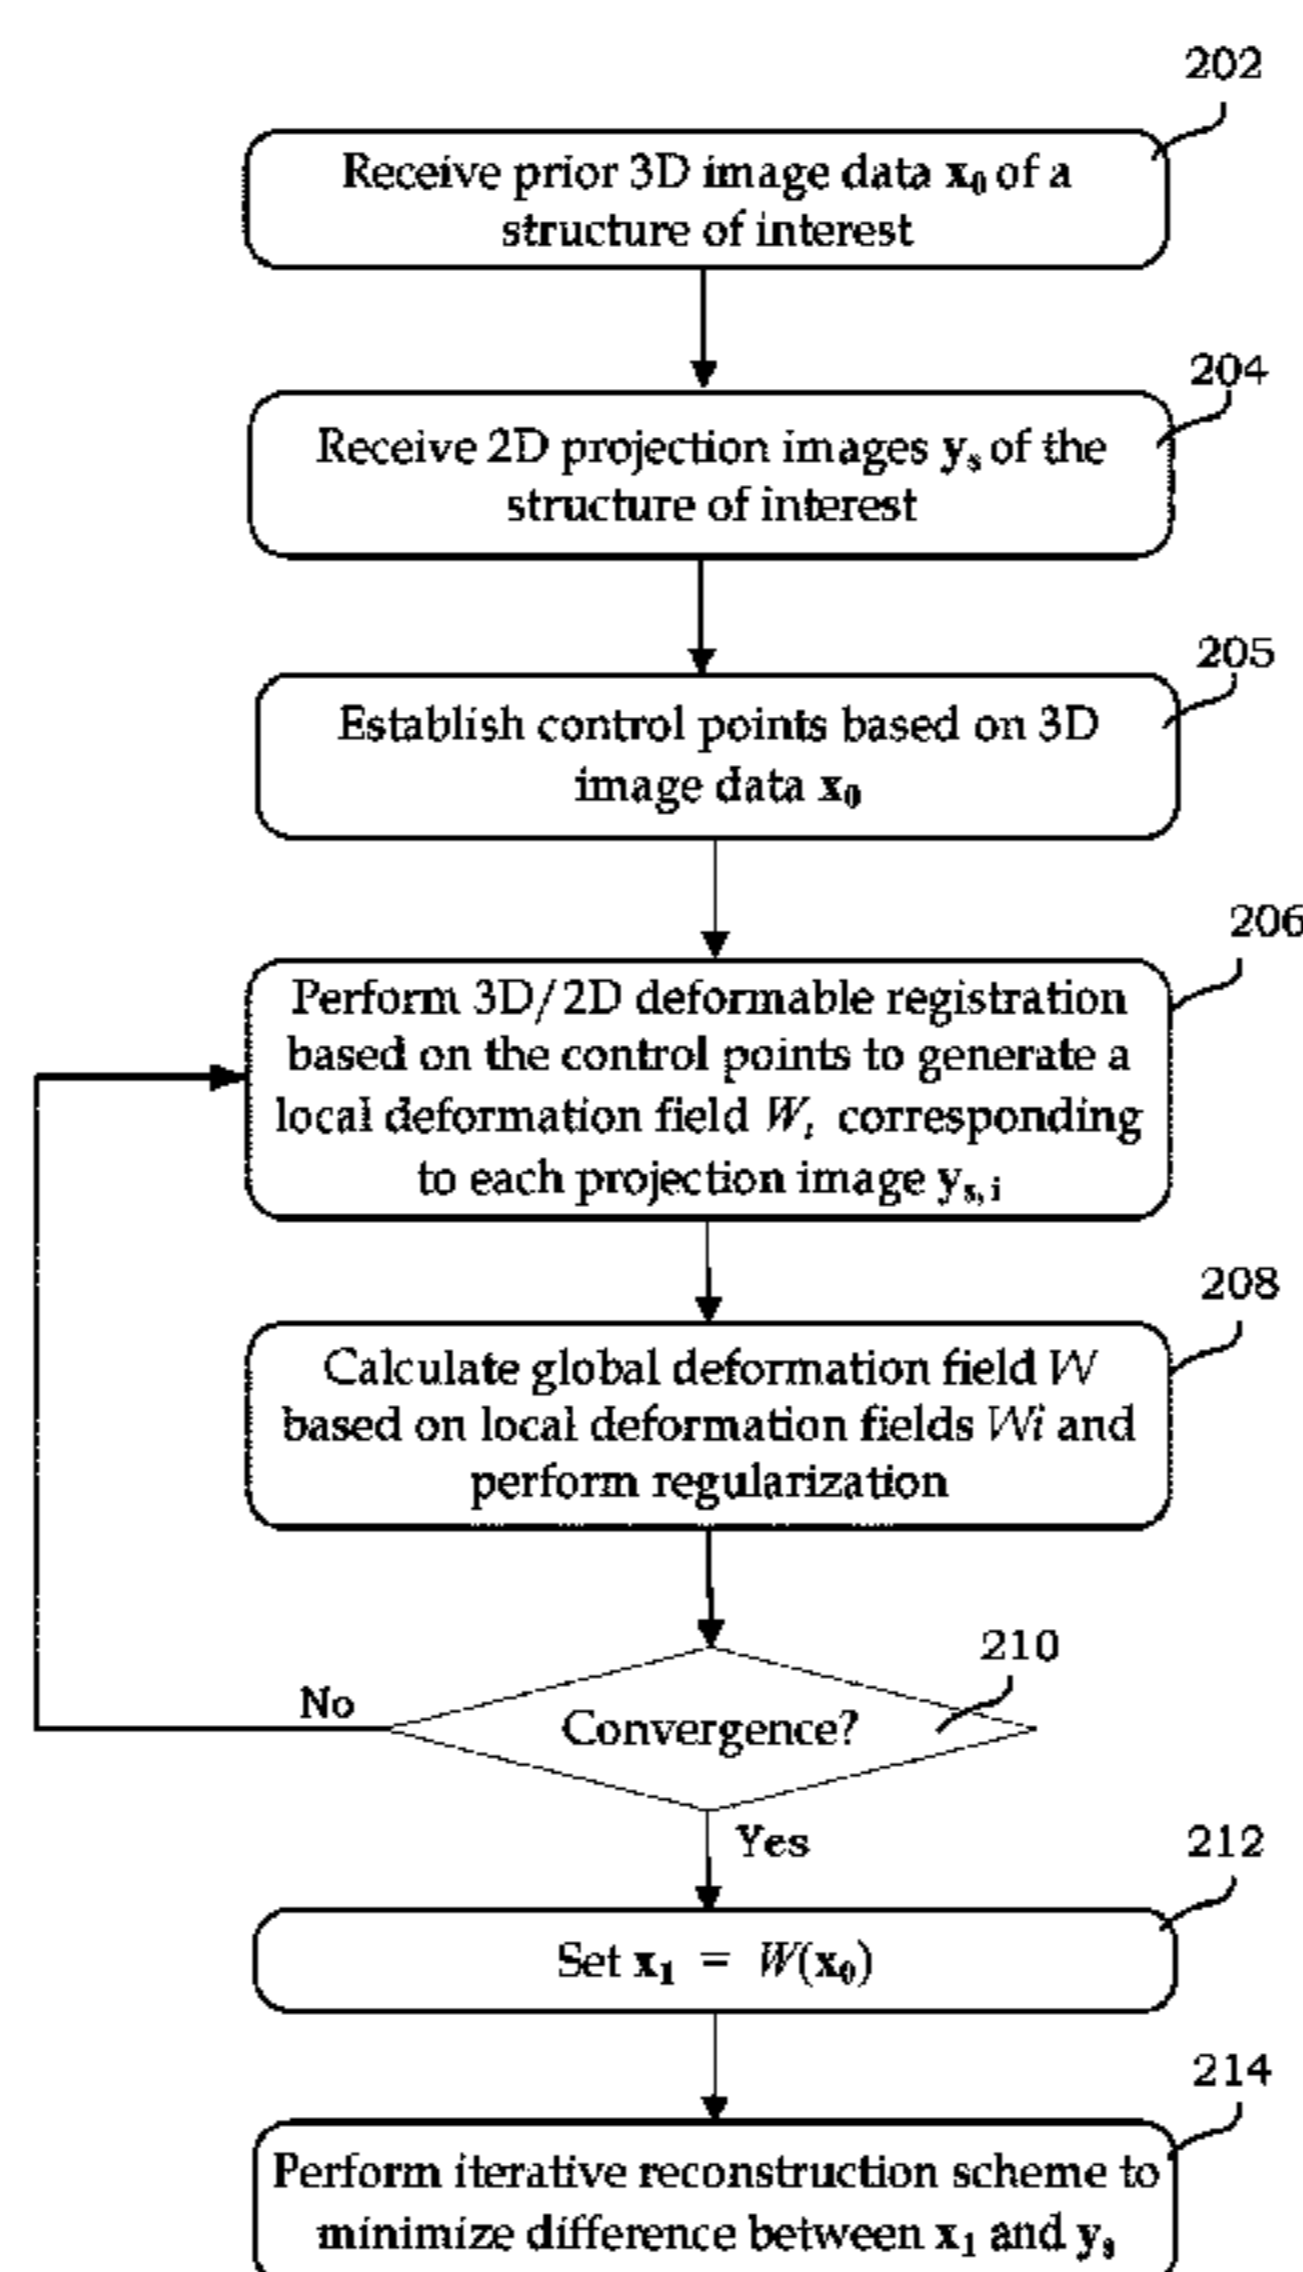 202
Receive prior 3D image data x₀ of a
structure of interest
204
Receive 2D projection images yₛ of the
structure of interest
205
Establish control points based on 3D
image data x₀
206
Perform 3D/2D deformable registration
based on the control points to generate a
local deformation field Wᵢ corresponding
to each projection image yₛ,ᵢ
208
Calculate global deformation field W
based on local deformation fields Wi and
perform regularization
210
No
Convergence?
Yes
212
Set x₁ = W(x₀)
214
Perform iterative reconstruction scheme to
minimize difference between x₁ and yₛ